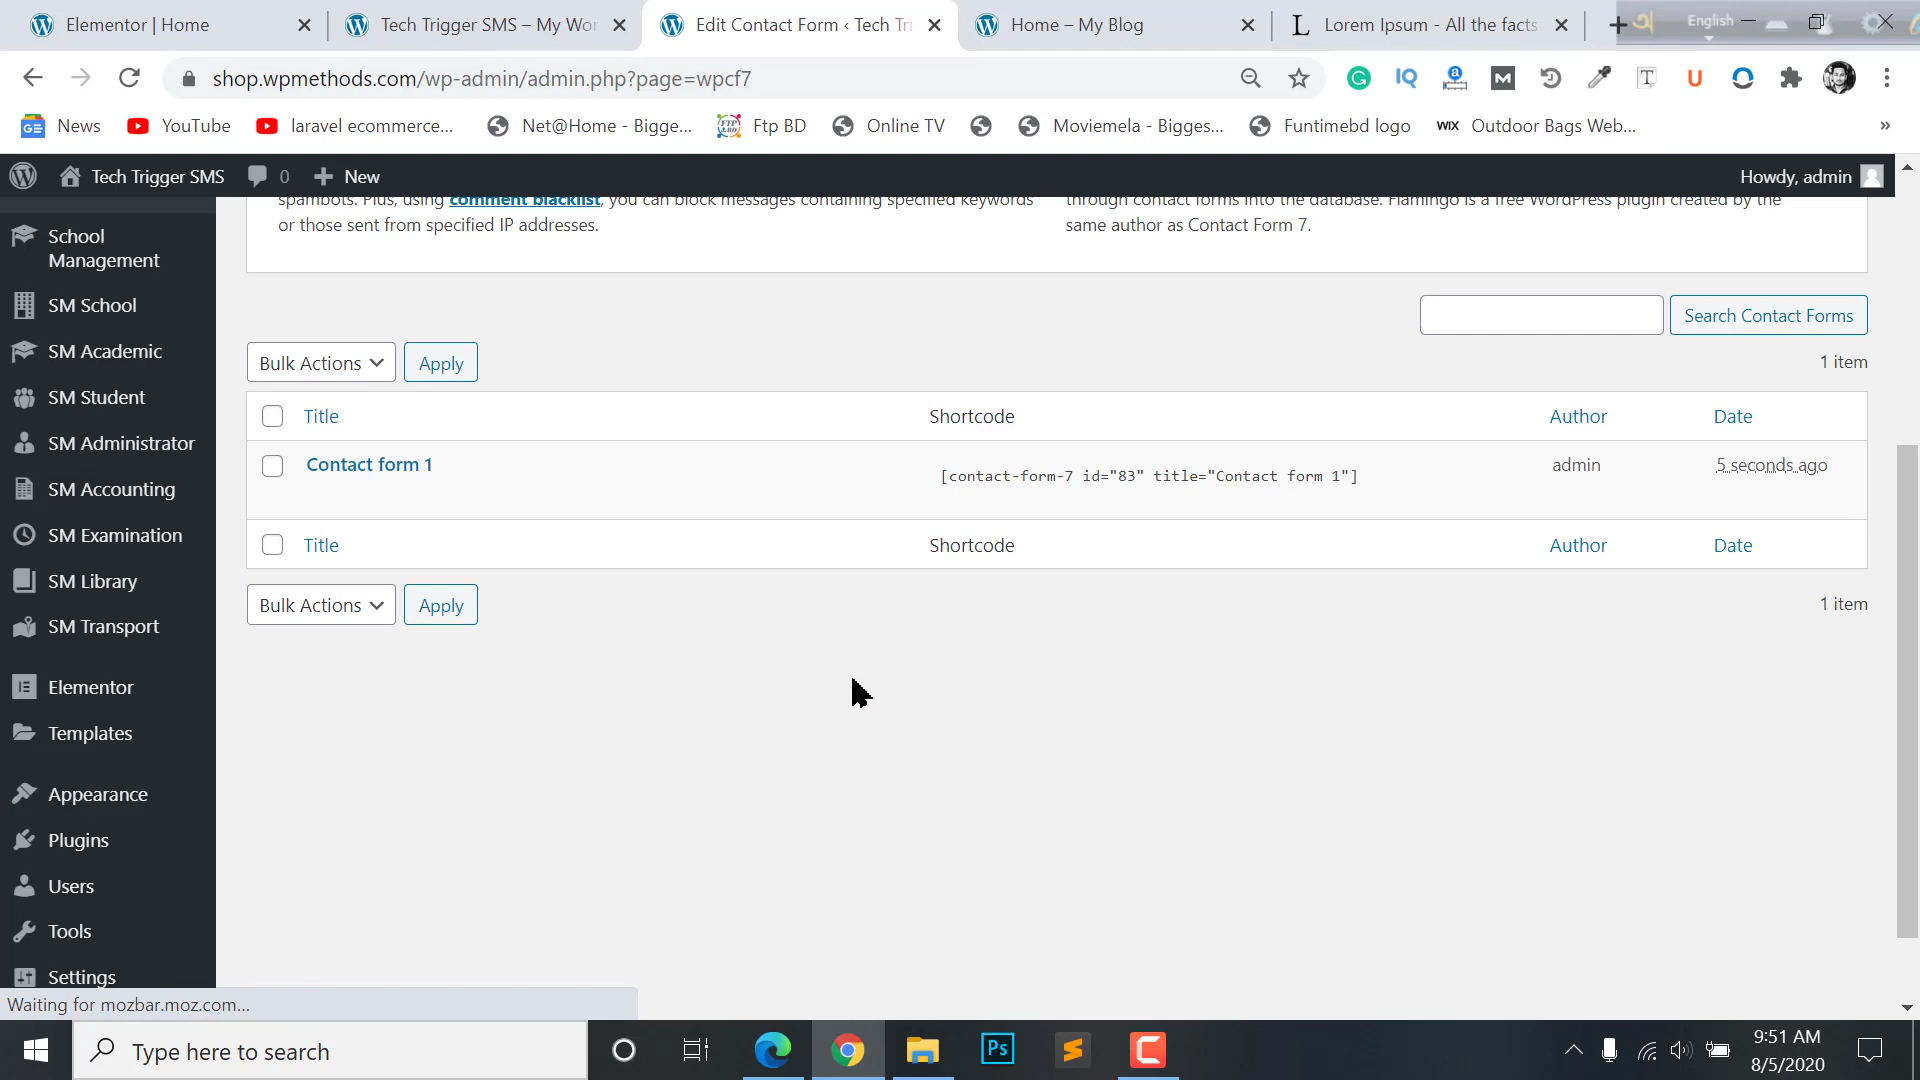 Elementor | Home
Tech Trigger SMS – My Wor
Edit Contact Form ‹ Tech Tri
Home – My Blog
Lorem Ipsum - All the facts
English
shop.wpmethods.com/wp-admin/admin.php?page=wpcf7
News
YouTube
laravel ecommerce...
Net@Home - Bigge...
Ftp BD
Online TV
Moviemela - Bigges...
Funtimebd logo
WIX
Outdoor Bags Web...
»
Tech Trigger SMS
0
New
Howdy, admin
spambots. Plus, using comment blacklist, you can block messages containing specified keywords
or those sent from specified IP addresses.
through contact forms into the database. Flamingo is a free WordPress plugin created by the
same author as Contact Form 7.
School
Management
SM School
SM Academic
SM Student
SM Administrator
SM Accounting
SM Examination
SM Library
SM Transport
Elementor
Templates
Appearance
Plugins
Users
Tools
Settings
Search Contact Forms
Bulk Actions
Apply
1 item
Title
Shortcode
Author
Date
Contact form 1
[contact-form-7 id="83" title="Contact form 1"]
admin
5 seconds ago
Title
Shortcode
Author
Date
Bulk Actions
Apply
1 item
Waiting for mozbar.moz.com...
Type here to search
Ps
9:51 AM
8/5/2020